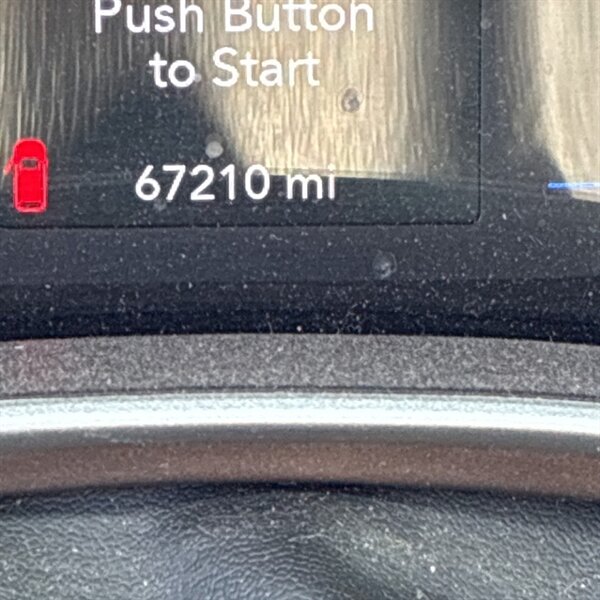 Push Button
to Start
67210 mi